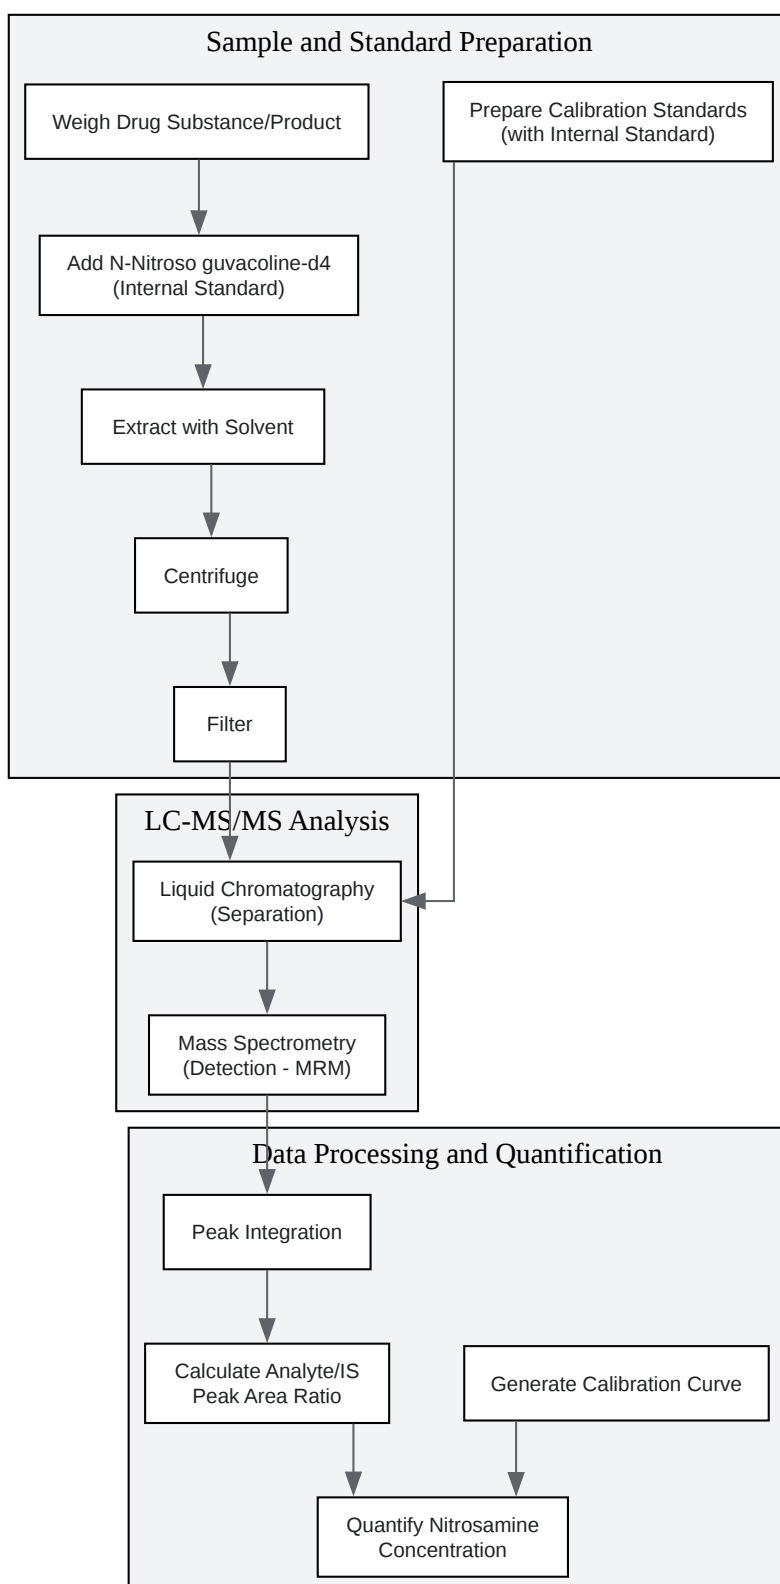 Sample and Standard Preparation
Weigh Drug Substance/Product
Prepare Calibration Standards
(with Internal Standard)
Add N-Nitroso guvacoline-d4
(Internal Standard)
Extract with Solvent
Centrifuge
Filter
LC-MS/MS Analysis
Liquid Chromatography
(Separation)
Mass Spectrometry
(Detection - MRM)
Data Processing and Quantification
Peak Integration
Calculate Analyte/IS
Peak Area Ratio
Generate Calibration Curve
Quantify Nitrosamine
Concentration